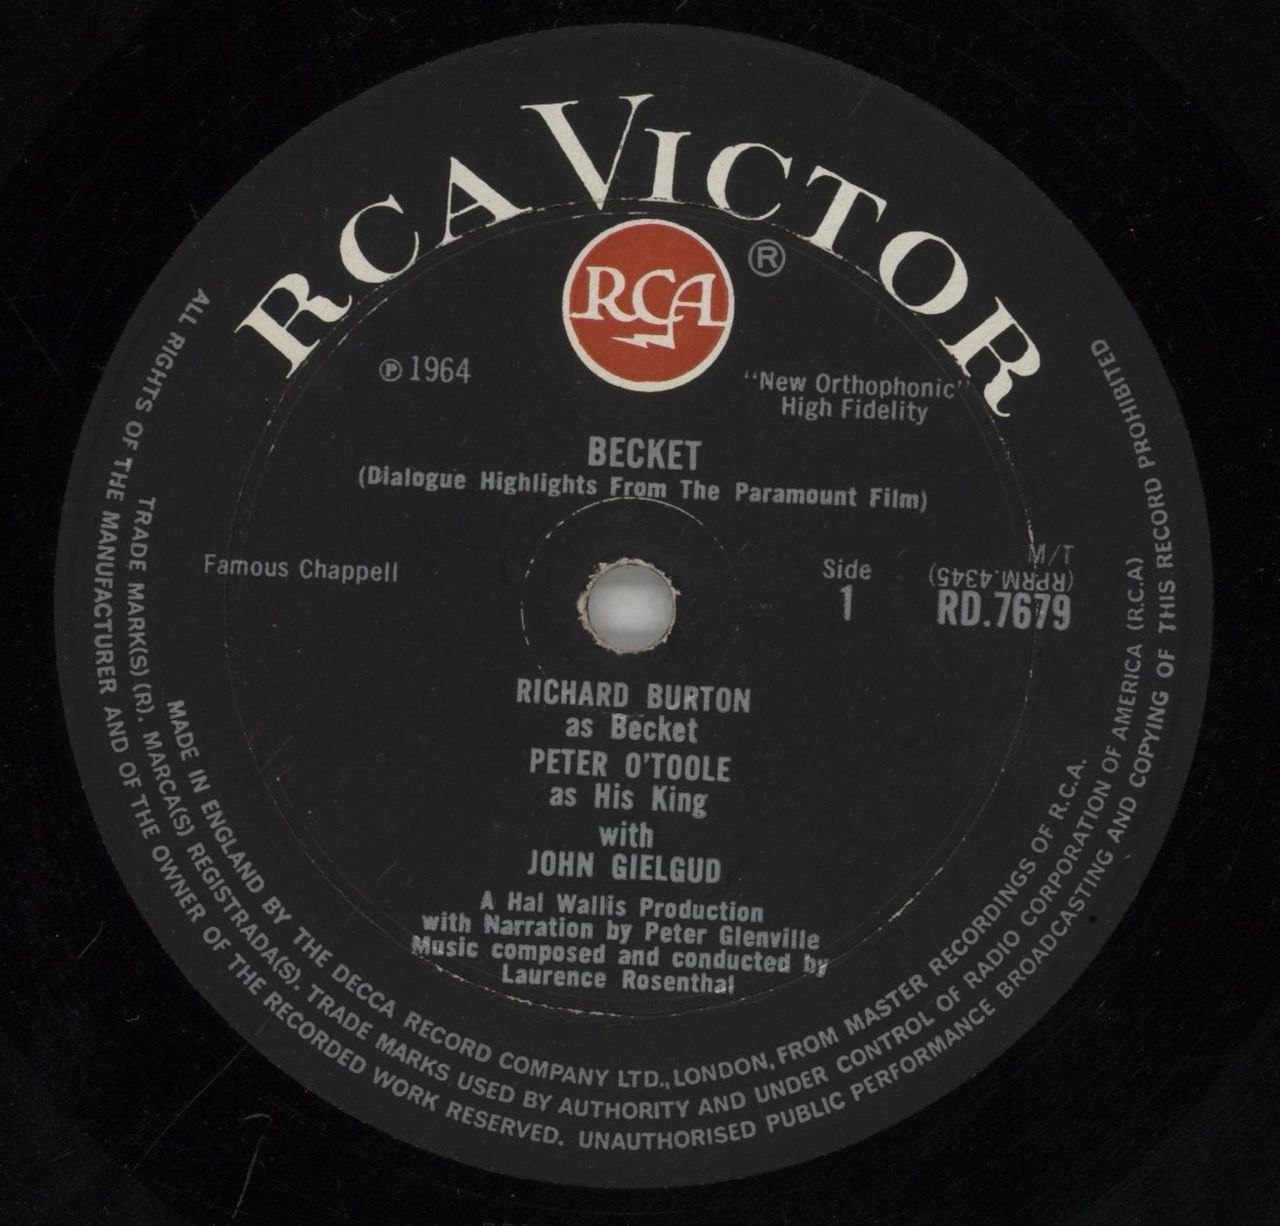 RCA VICTOR
RCA
®
℗ 1964
"New Orthophonic"
High Fidelity
BECKET
(Dialogue Highlights From The Paramount Film)
Famous Chappell
Side
1
M/T
(RPRM.4345)
RD.7679
RICHARD BURTON
as Becket
PETER O'TOOLE
as His King
with
JOHN GIELGUD
A Hal Wallis Production
with Narration by Peter Glenville
Music composed and conducted by
Laurence Rosenthal
MADE IN ENGLAND BY THE DECCA RECORD COMPANY LTD., LONDON, FROM MASTER RECORDINGS OF R.C.A.
TRADE MARK(S) (R). MARCA(S) REGISTRADA(S). TRADE MARKS USED BY AUTHORITY AND UNDER CONTROL OF RADIO CORPORATION OF AMERICA (R.C.A)
ALL RIGHTS OF THE MANUFACTURER AND OF THE OWNER OF THE RECORDED WORK RESERVED. UNAUTHORISED PUBLIC PERFORMANCE BROADCASTING AND COPYING OF THIS RECORD PROHIBITED